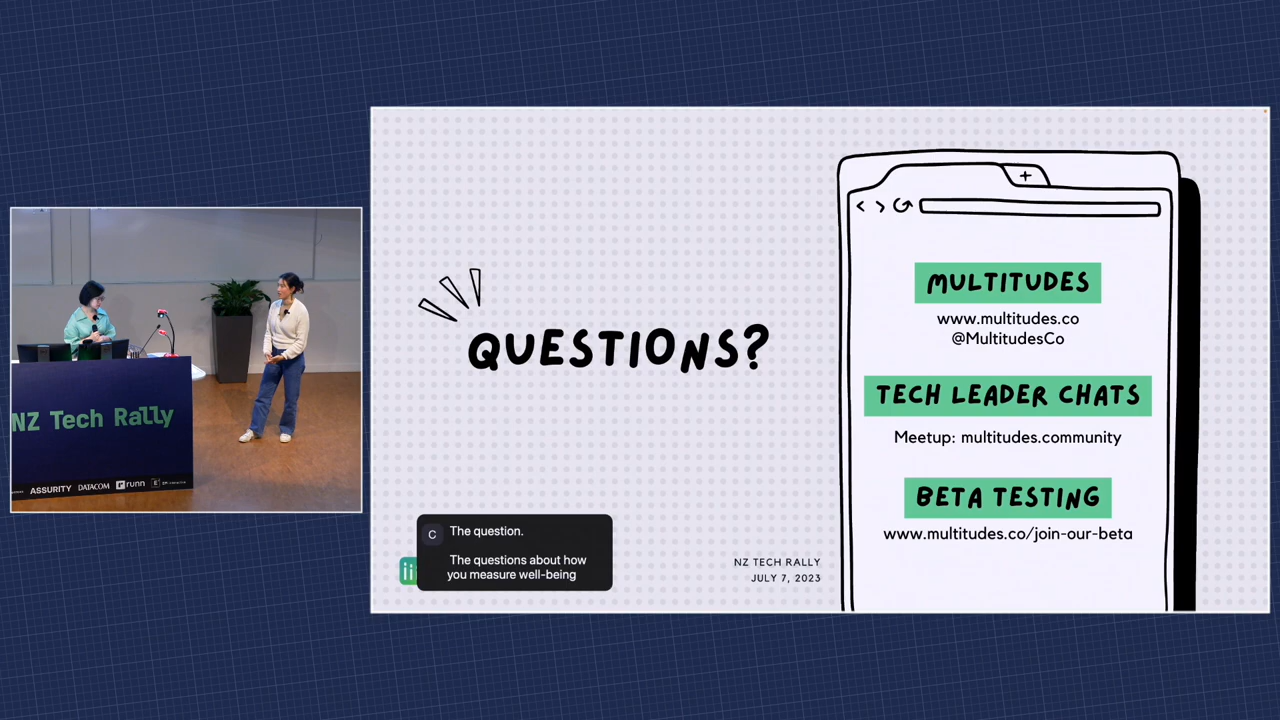 NZ Tech Rally
ASSURITY DATACOM runn
QUESTIONS?
The question.
The questions about how
you measure well-being
C
NZ TECH RALLY
JULY 7, 2023
+
MULTITUDES
www.multitudes.co
@MultitudesCo
TECH LEADER CHATS
Meetup: multitudes.community
BETA TESTING
www.multitudes.co/join-our-beta